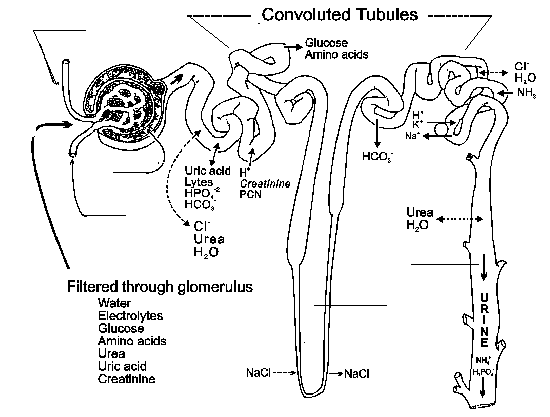 Convoluted Tubules
Glucose
Amino acids
Cl⁻
H₂O
NH₃
H⁺
K⁺
Na⁺
HCO₃⁻
Uric acid
Lytes
HPO₄⁻²
HCO₃⁻
H⁺
Creatinine
PCN
Cl⁻
Urea
H₂O
Urea
H₂O
Filtered through glomerulus
Water
Electrolytes
Glucose
Amino acids
Urea
Uric acid
Creatinine
NaCl
NaCl
URINE
NH₄⁺
H₂PO₄⁻